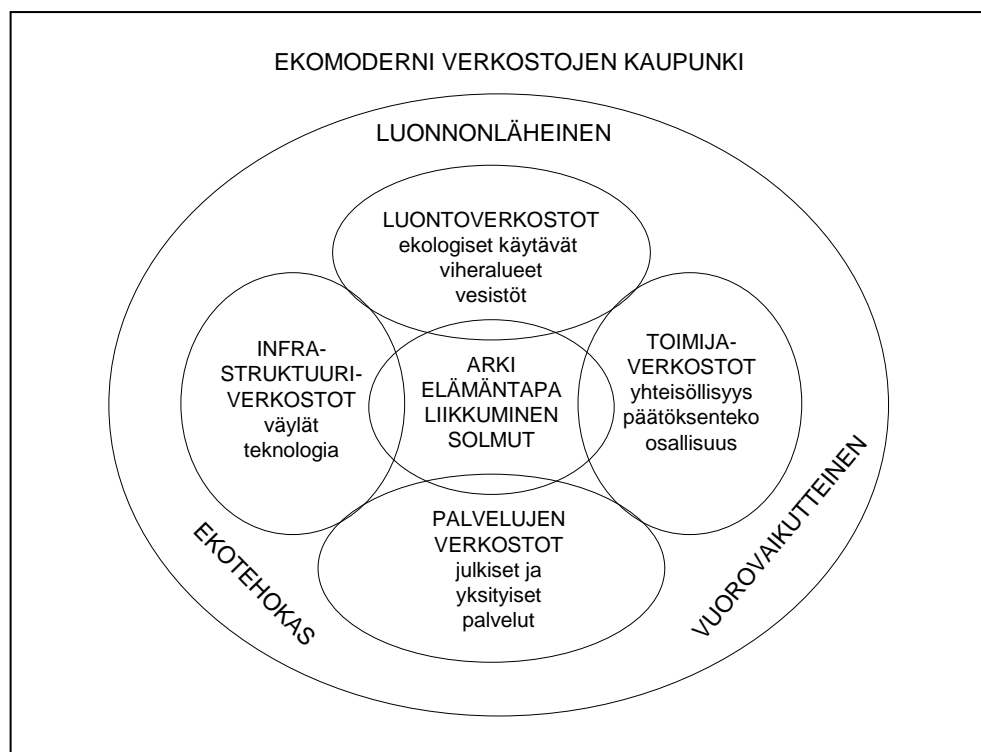 EKOMODERNI VERKOSTOJEN KAUPUNKI
LUONNONLÄHEINEN
LUONTOVERKOSTOT
ekologiset käytävät
viheralueet
vesistöt
INFRA-
STRUKTUURI-
VERKOSTOT
väylät
teknologia
ARKI
ELÄMÄNTAPA
LIIKKUMINEN
SOLMUT
TOIMIJA-
VERKOSTOT
yhteisöllisyys
päätöksenteko
osallisuus
PALVELUJEN
VERKOSTOT
julkiset ja
yksityiset
palvelut
EKOTEHOKAS
VUOROVAIKUTTEINEN